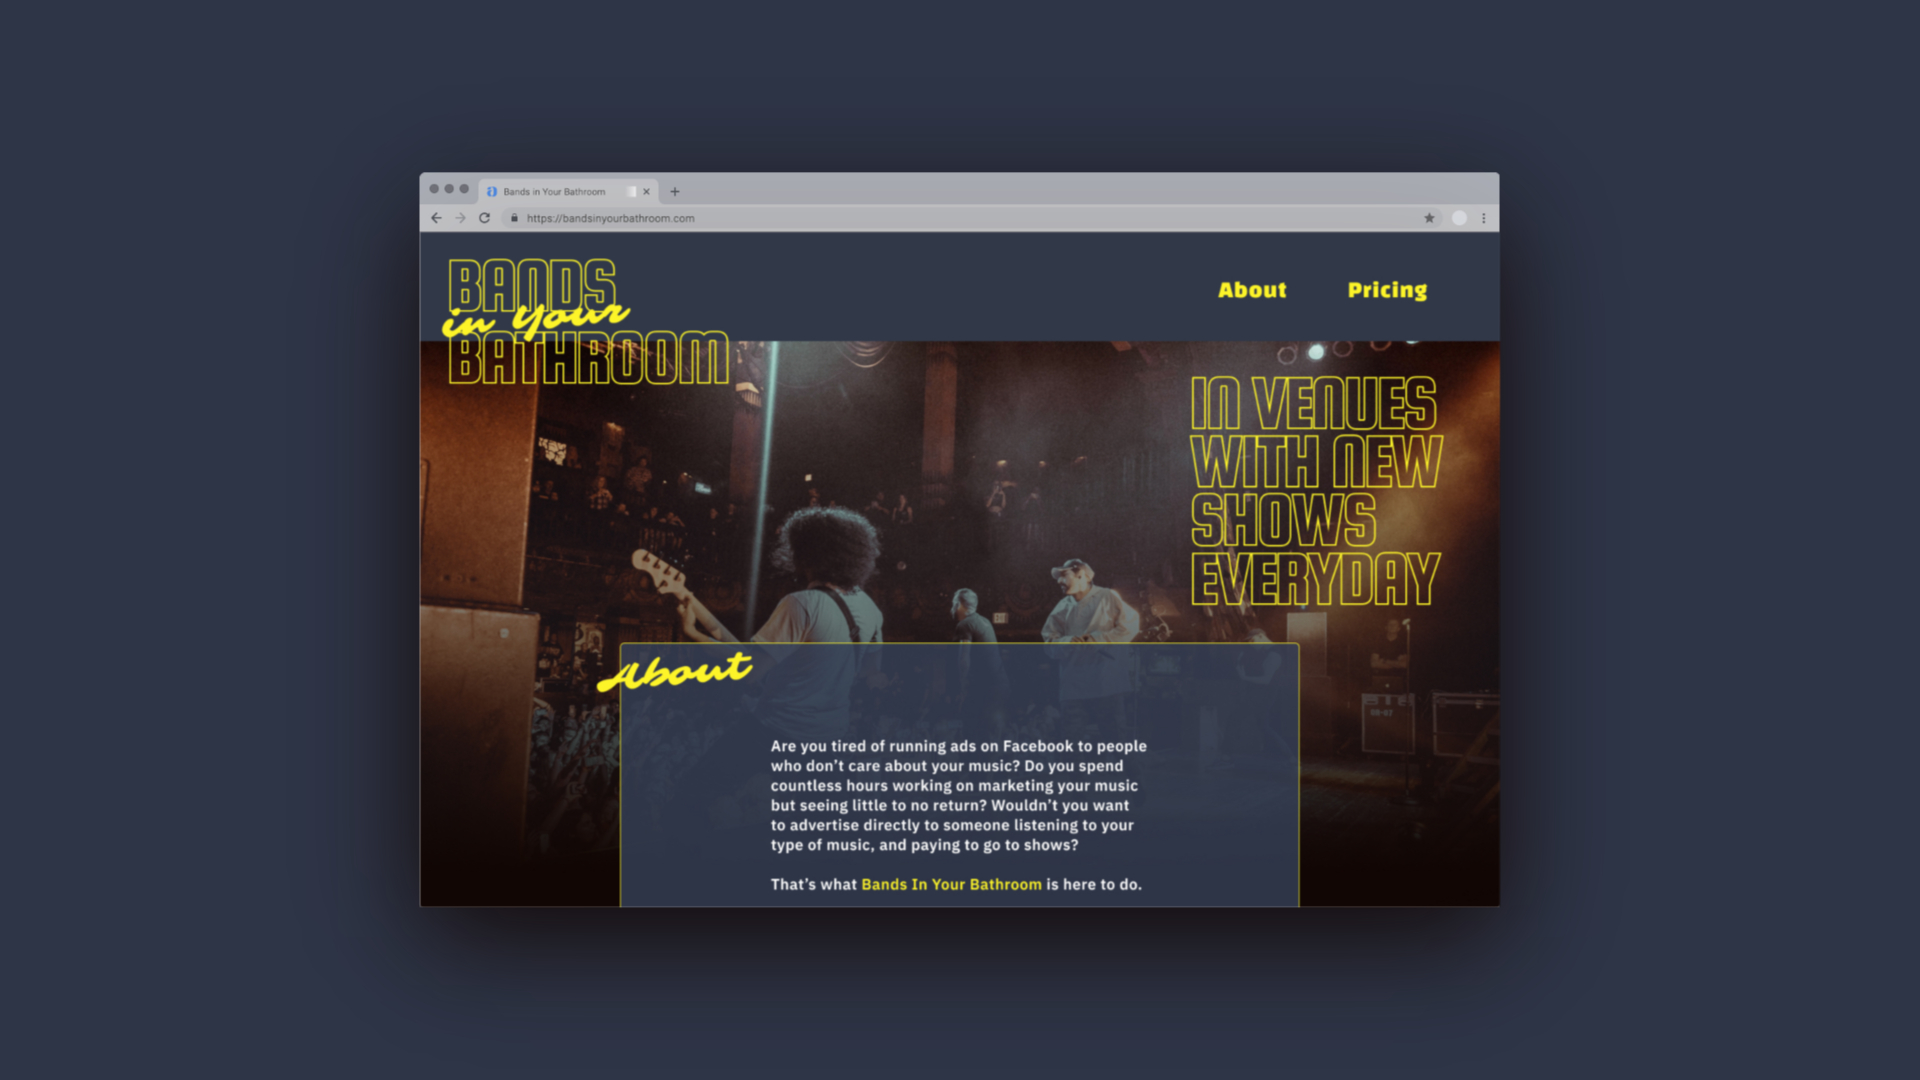 Bands in Your Bathroom
https://bandsinyourbathroom.com
BANDS
in Your
BATHROOM
About
Pricing
IN VENUES
WITH NEW
SHOWS
EVERYDAY
About
Are you tired of running ads on Facebook to people
who don’t care about your music? Do you spend
countless hours working on marketing your music
but seeing little to no return? Wouldn’t you want
to advertise directly to someone listening to your
type of music, and paying to go to shows?
That’s what Bands In Your Bathroom is here to do.